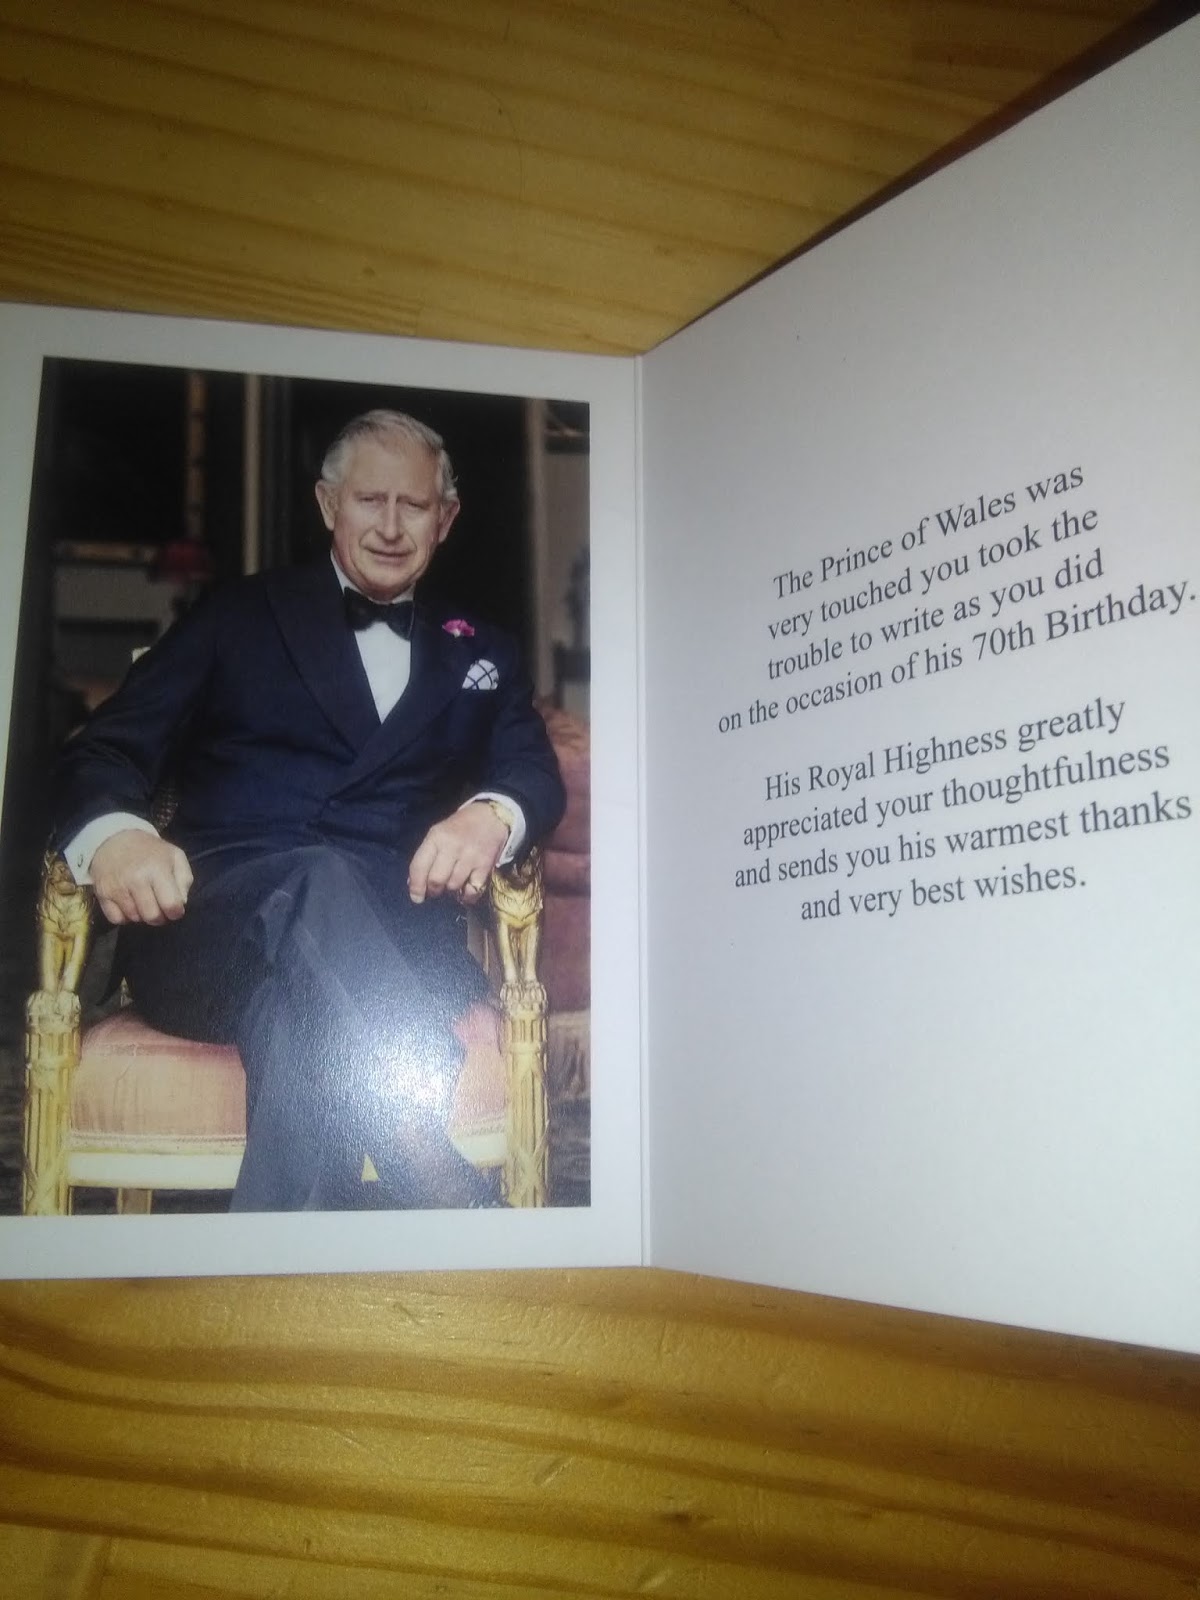 The Prince of Wales was
very touched you took the
trouble to write as you did
on the occasion of his 70th Birthday.
His Royal Highness greatly
appreciated your thoughtfulness
and sends you his warmest thanks
and very best wishes.